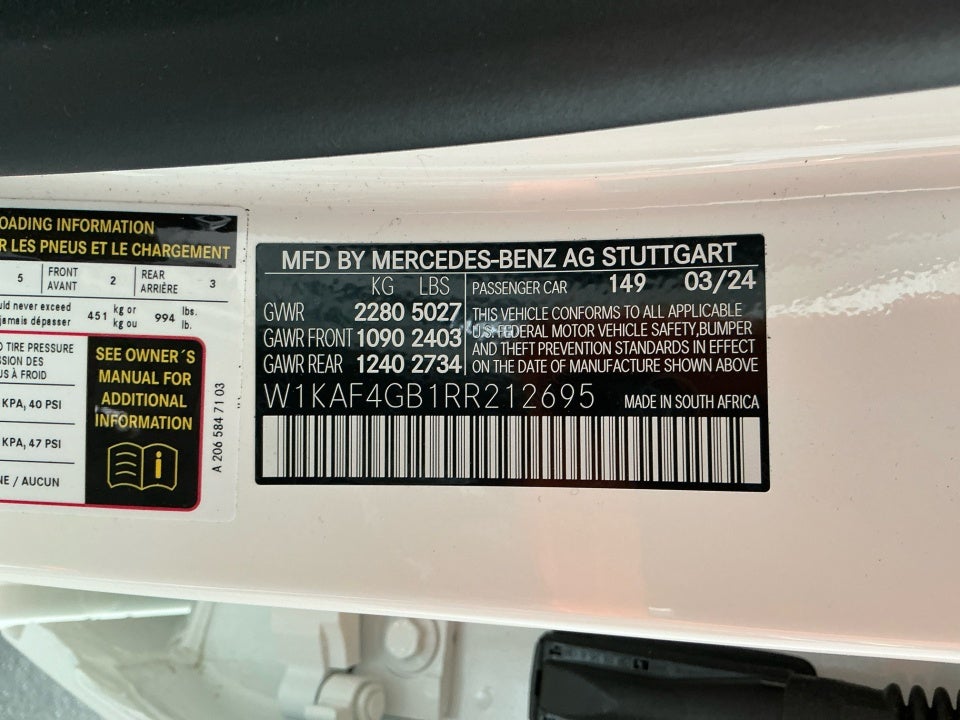 OADING INFORMATION
R LES PNEUS ET LE CHARGEMENT
5 FRONT AVANT 2 REAR ARRIÈRE 3
uld never exceed
jamais dépasser
451 kg or kg ou 994 lbs. lb.
D TIRE PRESSURE
ESSION DES
US À FROID
KPA, 40 PSI
KPA, 47 PSI
NE / AUCUN
SEE OWNER´S
MANUAL FOR
ADDITIONAL
INFORMATION
i
A 206 584 71 03
MFD BY MERCEDES-BENZ AG STUTTGART
KG LBS
GVWR 2280 5027
GAWR FRONT 1090 2403
GAWR REAR 1240 2734
PASSENGER CAR 149 03/24
THIS VEHICLE CONFORMS TO ALL APPLICABLE
U.S. FEDERAL MOTOR VEHICLE SAFETY,BUMPER
AND THEFT PREVENTION STANDARDS IN EFFECT
ON THE DATE OF MANUFACTURE SHOWN ABOVE
W1KAF4GB1RR212695 MADE IN SOUTH AFRICA